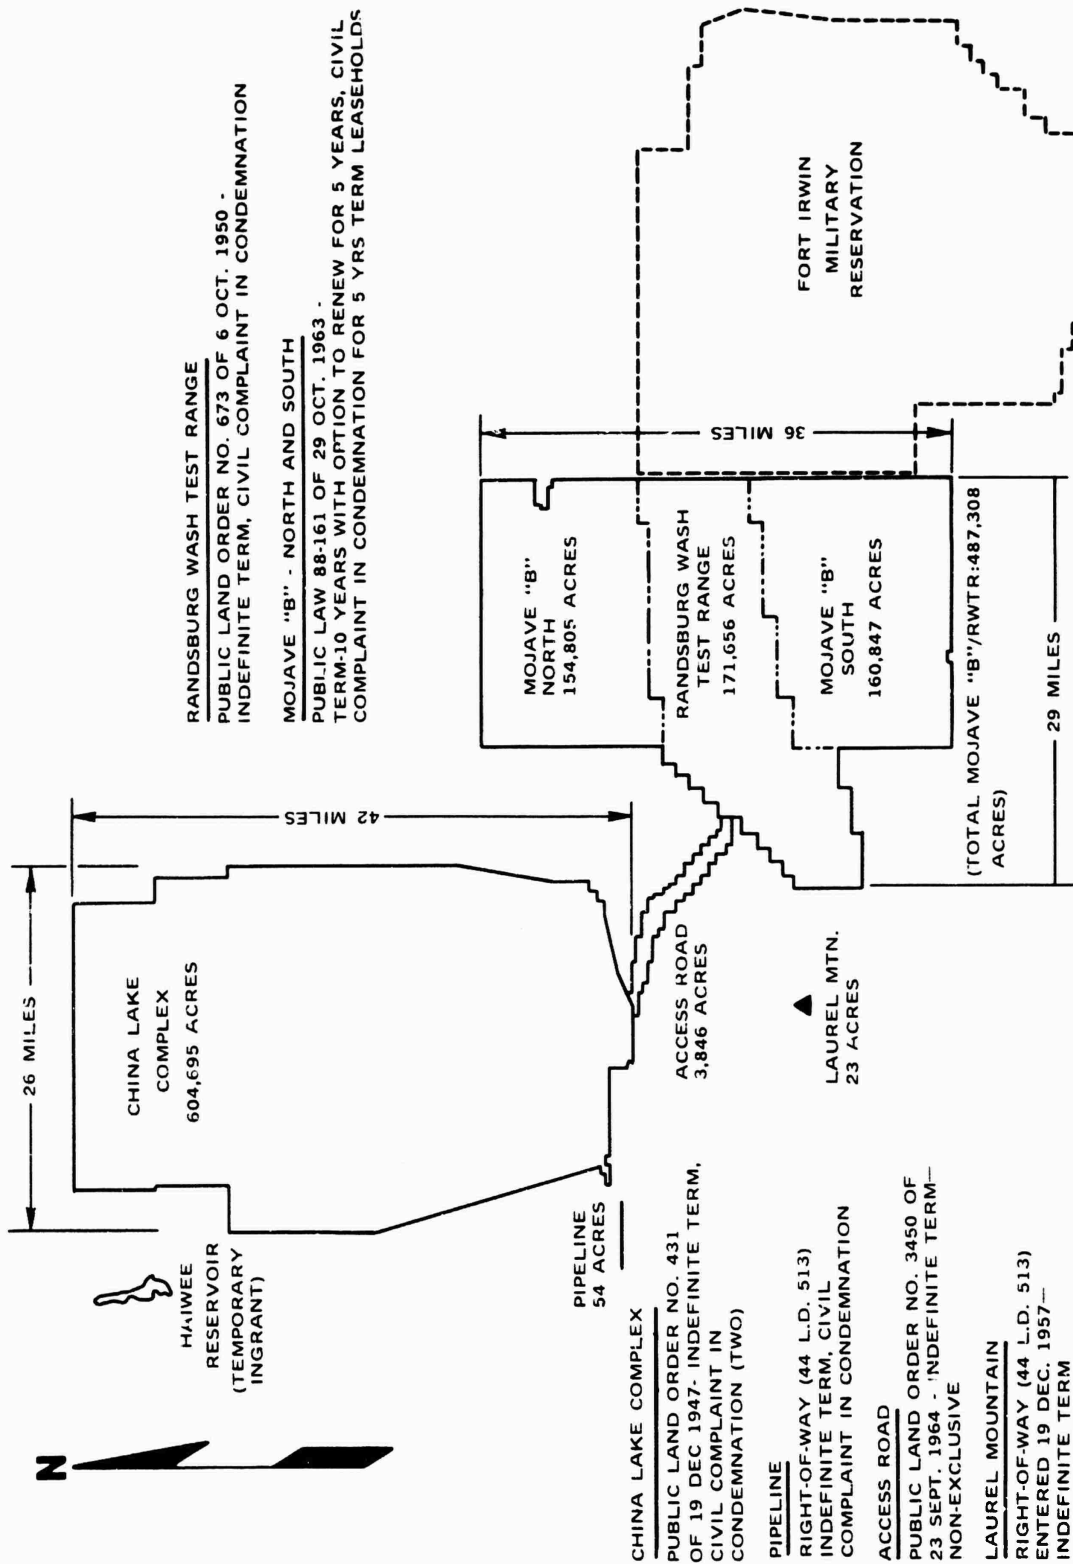 N
HAIWEE
RESERVOIR
(TEMPORARY
INGRANT)
26 MILES
CHINA LAKE
COMPLEX
604,695 ACRES
42 MILES
RANDSBURG WASH TEST RANGE
PUBLIC LAND ORDER NO. 673 OF 6 OCT. 1950 -
INDEFINITE TERM, CIVIL COMPLAINT IN CONDEMNATION
MOJAVE "B" - NORTH AND SOUTH
PUBLIC LAW 88-161 OF 29 OCT. 1963 -
TERM-10 YEARS WITH OPTION TO RENEW FOR 5 YEARS, CIVIL
COMPLAINT IN CONDEMNATION FOR 5 YRS TERM LEASEHOLDS
PIPELINE
54 ACRES
CHINA LAKE COMPLEX
PUBLIC LAND ORDER NO. 431
OF 19 DEC 1947- INDEFINITE TERM,
CIVIL COMPLAINT IN
CONDEMNATION (TWO)
PIPELINE
RIGHT-OF-WAY (44 L.D. 513)
INDEFINITE TERM, CIVIL
COMPLAINT IN CONDEMNATION
ACCESS ROAD
PUBLIC LAND ORDER NO. 3450 OF
23 SEPT. 1964 - INDEFINITE TERM—
NON-EXCLUSIVE
LAUREL MOUNTAIN
RIGHT-OF-WAY (44 L.D. 513)
ENTERED 19 DEC. 1957—
INDEFINITE TERM
ACCESS ROAD
3,846 ACRES
LAUREL MTN.
23 ACRES
MOJAVE "B"
NORTH
154,805 ACRES
RANDSBURG WASH
TEST RANGE
171,656 ACRES
MOJAVE "B"
SOUTH
160,847 ACRES
36 MILES
(TOTAL MOJAVE "B"/RWTR:487,308
ACRES)
29 MILES
FORT IRWIN
MILITARY
RESERVATION